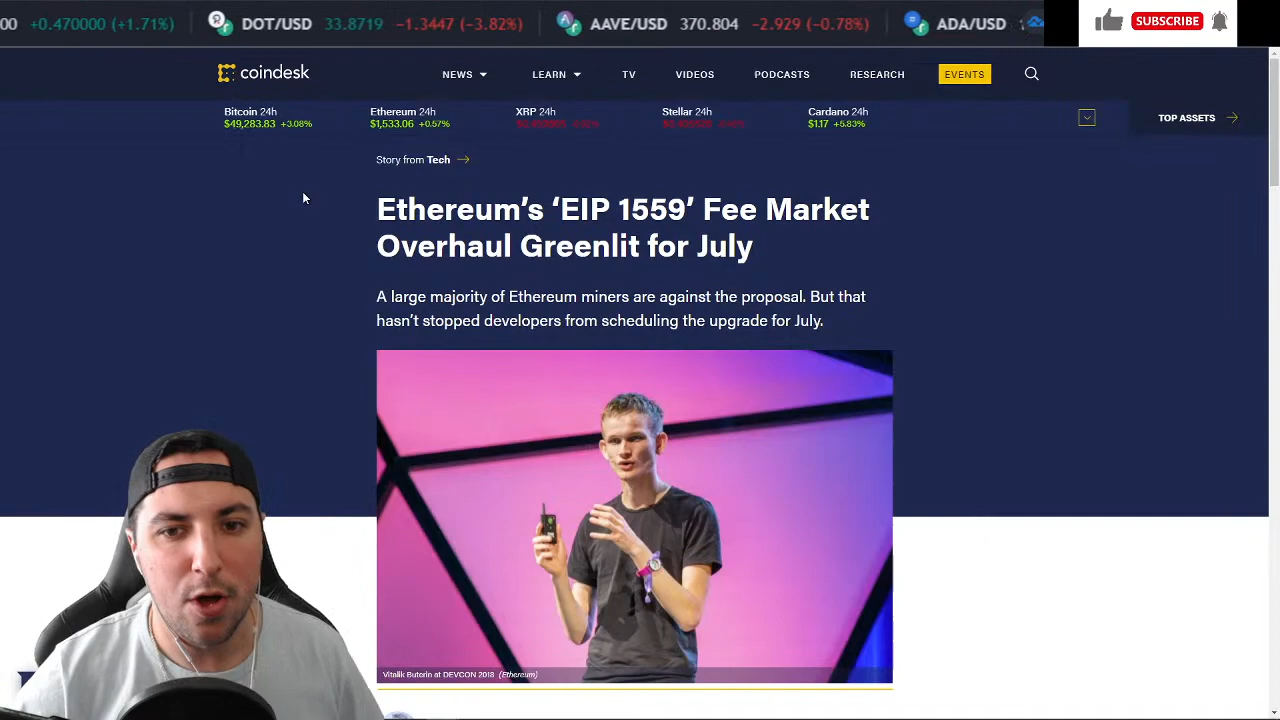 00 +0.470000 (+1.71%) DOT/USD 33.8719 −1.3447 (−3.82%) AAVE/USD 370.804 −2.929 (−0.78%) ADA/USD
SUBSCRIBE
coindesk NEWS LEARN TV VIDEOS PODCASTS RESEARCH EVENTS
Bitcoin 24h Ethereum 24h XRP 24h Stellar 24h Cardano 24h
$49,283.83 +3.08% $1,533.06 +0.57% $1.17 +5.83%
TOP ASSETS
Story from Tech
Ethereum’s ‘EIP 1559’ Fee Market
Overhaul Greenlit for July
A large majority of Ethereum miners are against the proposal. But that
hasn’t stopped developers from scheduling the upgrade for July.
Vitalik Buterin at DEVCON 2018 (Ethereum)